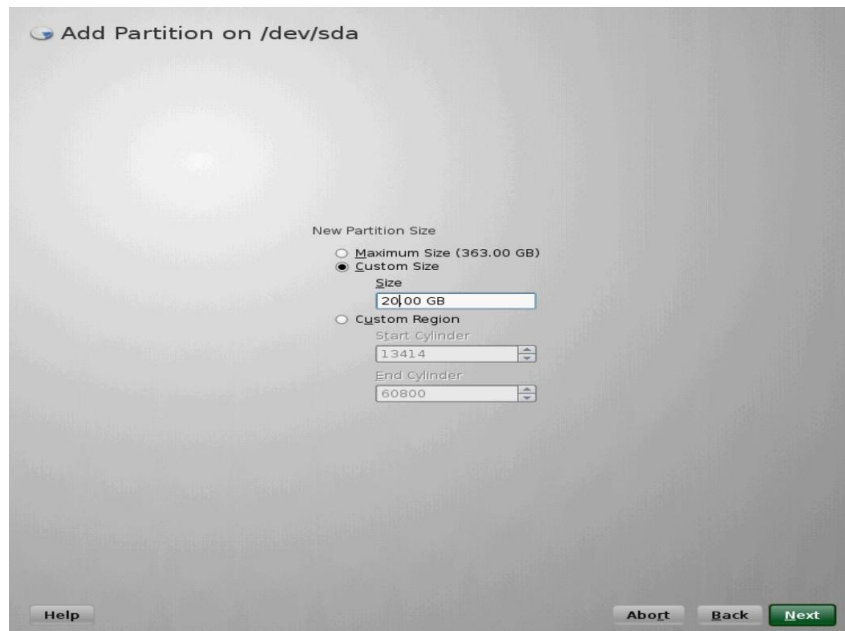 Add Partition on /dev/sda
New Partition Size
Maximum Size (363.00 GB)
Custom Size
Size
20.00 GB
Custom Region
Start Cylinder
13414
End Cylinder
60800
Help
Abort
Back
Next